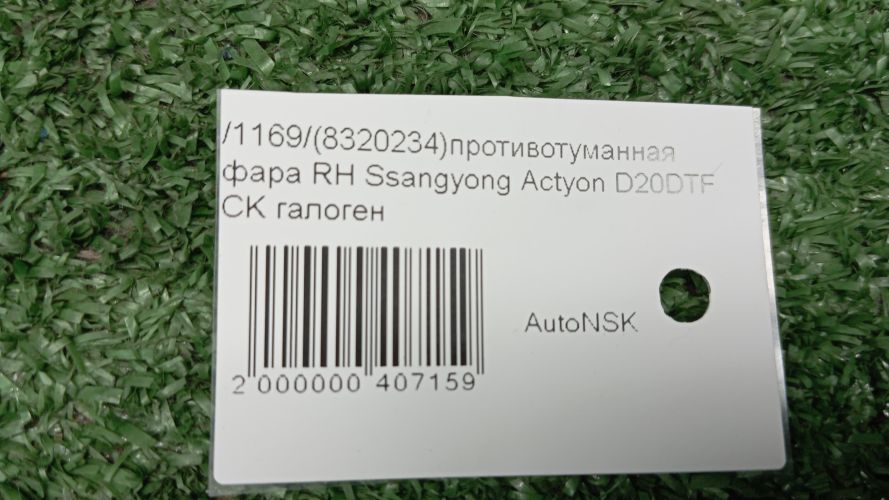 /1169/(8320234)противотуманная
фара RH Ssangyong Actyon D20DTF
CK галоген
AutoNSK
2 000000 407159